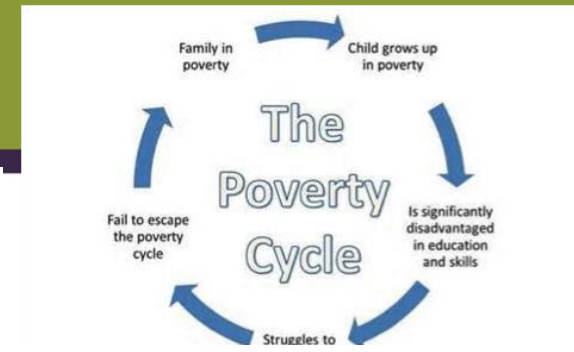 Family in
poverty
Child grows up
in poverty
The
Poverty
Cycle
Is significantly
disadvantaged
in education
and skills
Struggles to
Fail to escape
the poverty
cycle